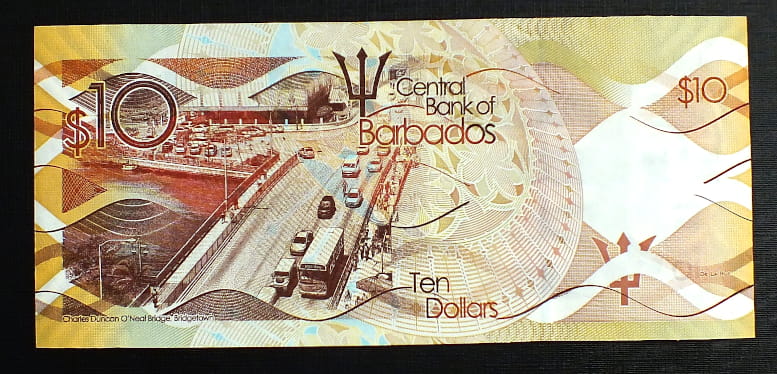 $10
Central
Bank of
Barbados
$10
Ten
Dollars
Charles Duncan O'Neal Bridge, Bridgetown